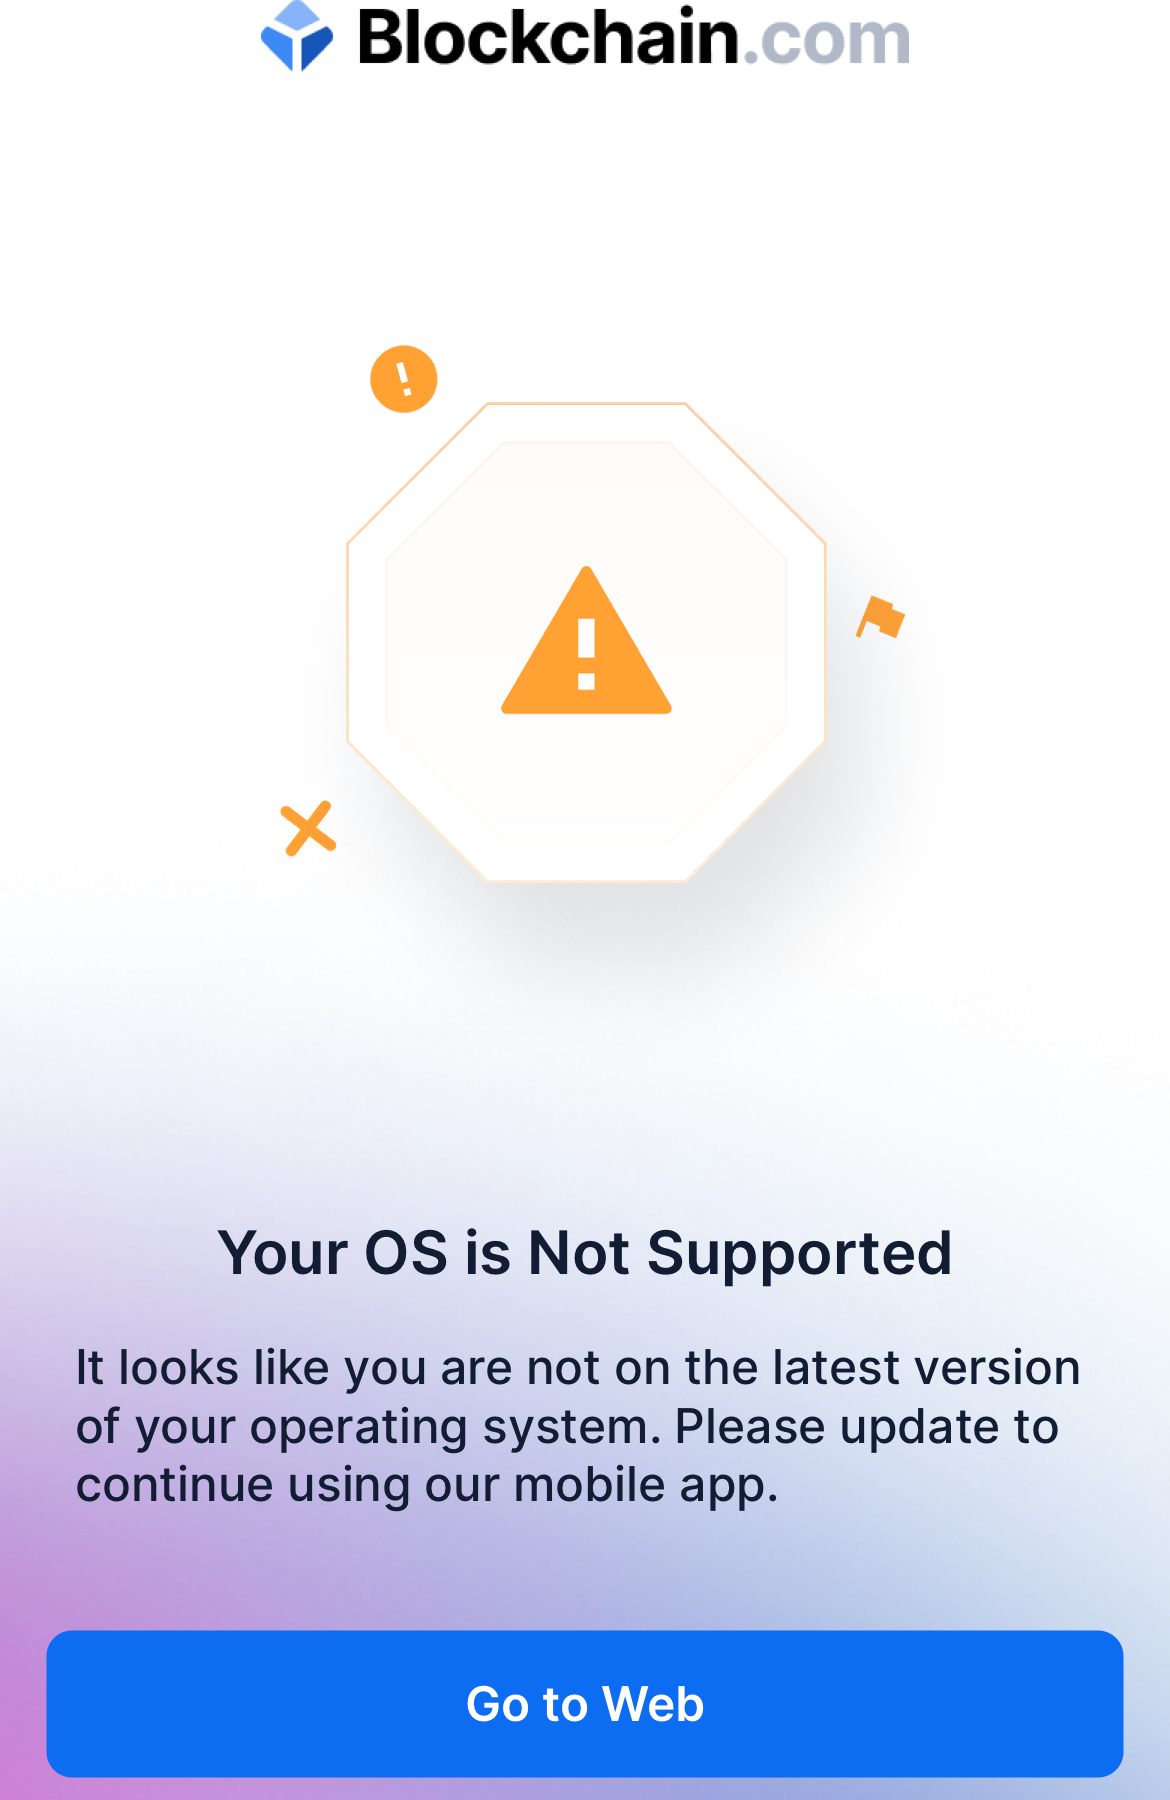 Blockchain.com
Your OS is Not Supported
It looks like you are not on the latest version
of your operating system. Please update to
continue using our mobile app.
Go to Web